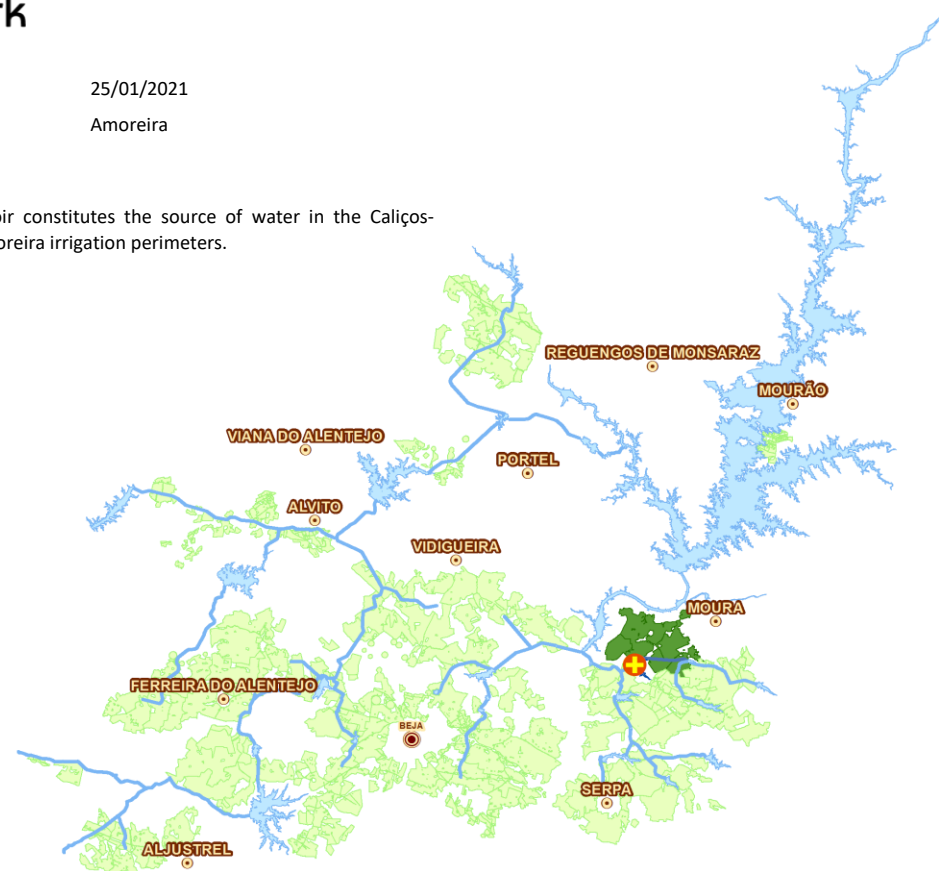 rk
25/01/2021
Amoreira
oir constitutes the source of water in the Caliços-
oreira irrigation perimeters.
REGUENGOS DE MONSARAZ
MOURÃO
VIANA DO ALENTEJO
PORTEL
ALVITO
VIDIGUEIRA
MOURA
FERREIRA DO ALENTEJO
BEJA
SERPA
ALJUSTREL